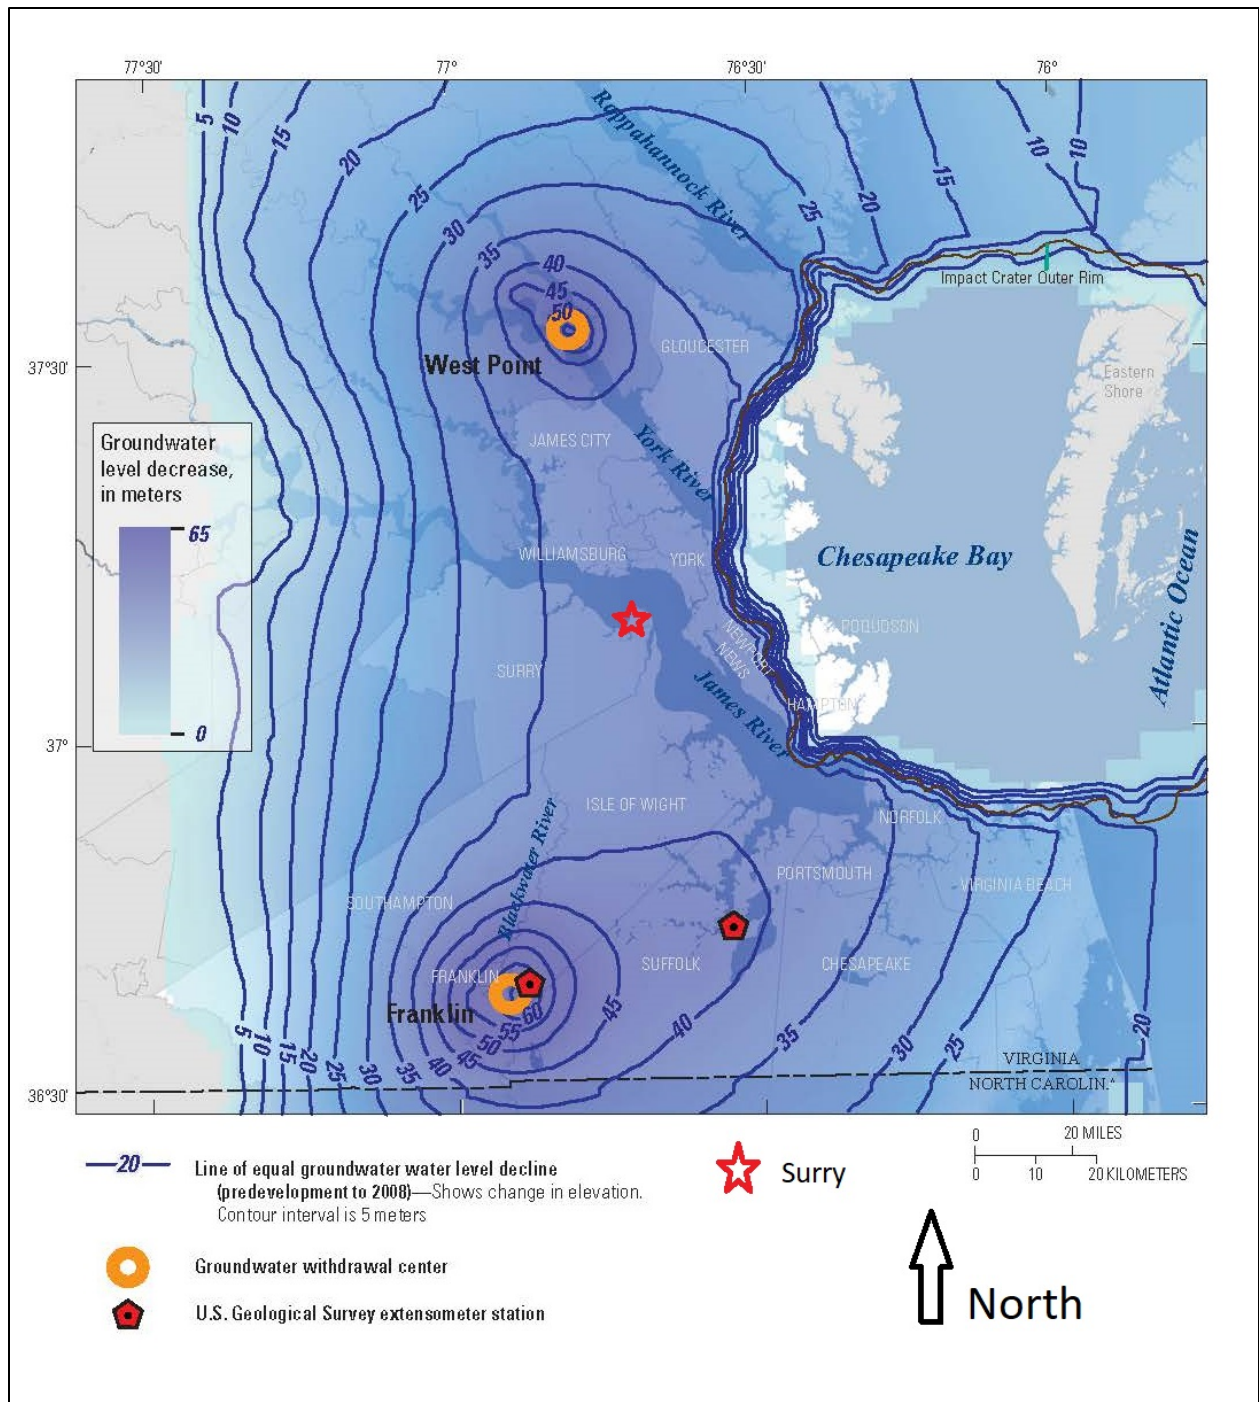 77°30'
77°
76°30'
76°
5
10
15
20
25
30
35
40
45
50
Rappahannock River
25
20
15
10
10
Impact Crater Outer Rim
West Point
GLOUCESTER
Eastern
Shore
37°30'
Groundwater
level decrease,
in meters
65
0
JAMES CITY
York River
WILLIAMSBURG
YORK
Chesapeake Bay
Atlantic Ocean
POQUOSON
NEWPORT
NEWS
SURRY
James River
HAMPTON
37°
ISLE OF WIGHT
NORFOLK
Blackwater River
PORTSMOUTH
VIRGINIA BEACH
SOUTHAMPTON
FRANKLIN
SUFFOLK
CHESAPEAKE
Franklin
5
10
15
20
25
30
35
40
45
50
55
60
45
40
35
30
25
20
VIRGINIA
NORTH CAROLIN
36°30'
20
Line of equal groundwater water level decline
(predevelopment to 2008)—Shows change in elevation.
Contour interval is 5 meters
Surry
0 20 MILES
0 10 20 KILOMETERS
Groundwater withdrawal center
U.S. Geological Survey extensometer station
North